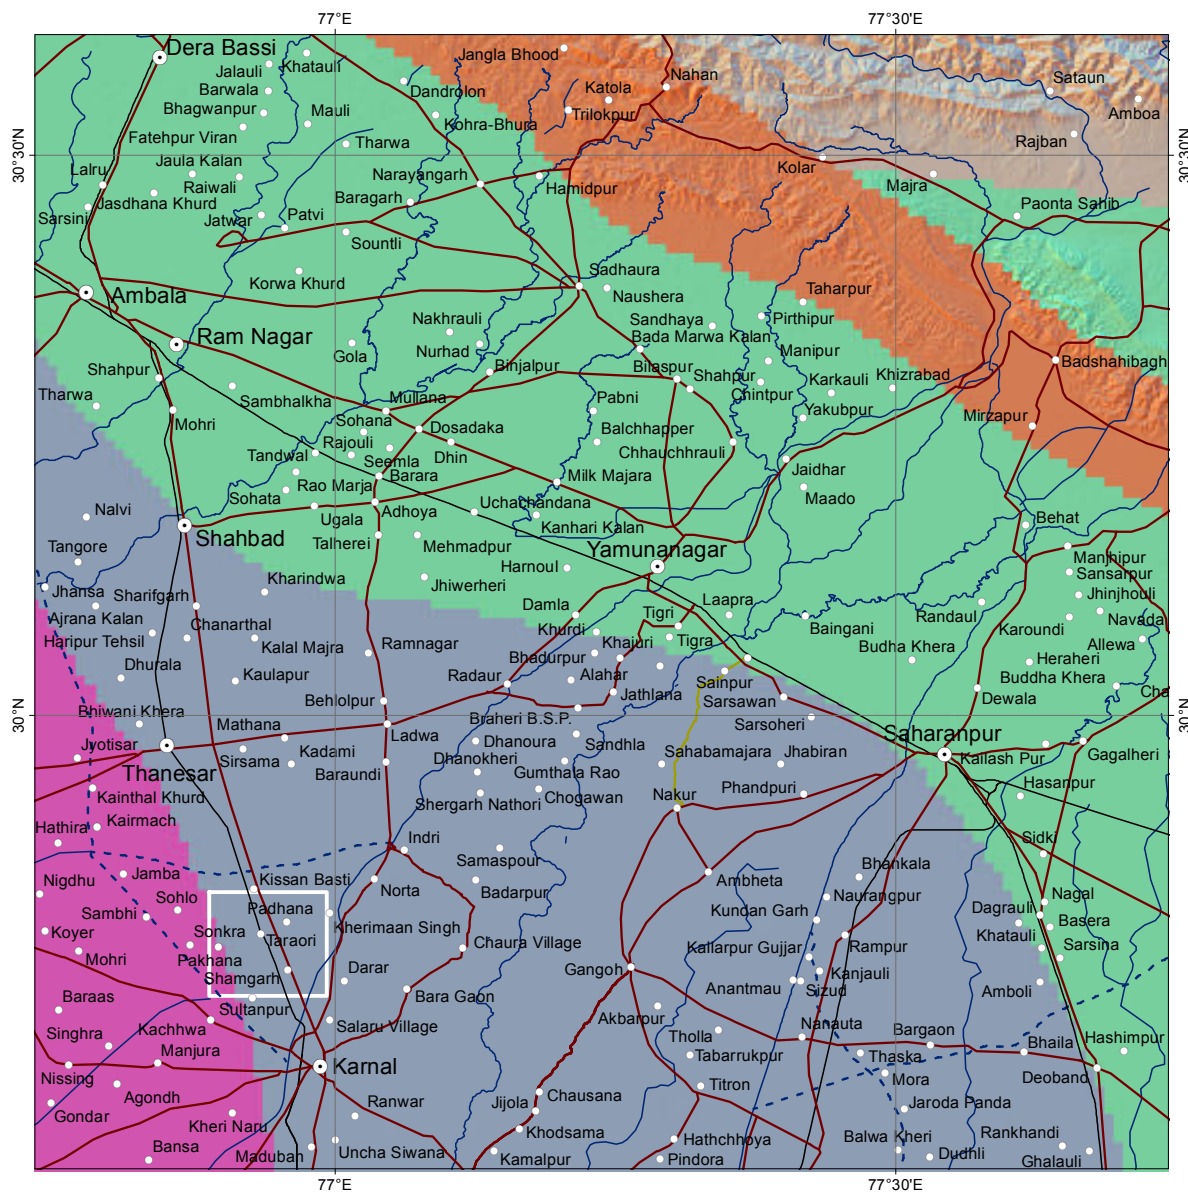 77°E 77°30'E
Dera Bassi
Jangla Bhood
Jalauli Khatauli
Nahan
Sataun
Barwala
Dandrolon
Katola
Bhagwanpur
Mauli
Trilokpur
Amboa
Kohra-Bhura
Fatehpur Viran
Tharwa
Rajban
30°30'N 30°30'N
Jaula Kalan
Lalru
Narayangarh
Kolar
Raiwali
Hamidpur
Majra
Baragarh
Jasdhana Khurd
Paonta Sahib
Sarsini
Jatwar
Patvi
Sountli
Sadhaura
Korwa Khurd
Taharpur
Ambala
Naushera
Nakhrauli
Sandhaya
Pirthipur
Ram Nagar
Bada Marwa Kalan
Gola
Nurhad
Manipur
Shahpur
Binjalpur
Bilaspur
Shahpur
Badshahibagh
Karkauli
Khizrabad
Tharwa
Sambhalkha
Mullana
Pabni
Chintpur
Yakubpur
Mirzapur
Mohri
Sohana
Dosadaka
Balchhapper
Rajouli
Tandwal
Seemla
Dhin
Chhauchhrauli
Jaidhar
Rao Marja
Barara
Milk Majara
Sohata
Maado
Nalvi
Ugala
Adhoya
Uchachandana
Behat
Shahbad
Kanhari Kalan
Talherei
Mehmadpur
Yamunanagar
Tangore
Manjhipur
Harnoul
Sansarpur
Kharindwa
Jhiwerheri
Jhansa
Sharifgarh
Jhinjhouli
Laapra
Damla
Tigri
Ajrana Kalan
Chanarthal
Randaul
Navada
Haripur Tehsil
Khurdi
Baingani
Karoundi
Kalal Majra
Ramnagar
Khajuri
Tigra
Allewa
Budha Khera
Dhurala
Bhadurpur
Heraheri
Kaulapur
Radaur
Alahar
Sainpur
Buddha Khera
Behlolpur
Jathlana
Sarsawan
Dewala
Cha
Bhiwani Khera
Braheri B.S.P.
Sarsoheri
30°N 30°N
Mathana
Ladwa
Saharanpur
Jyotisar
Kadami
Dhanoura
Sandhla
Sahabamajara
Jhabiran
Kailash Pur
Gagalheri
Sirsama
Dhanokheri
Baraundi
Gumthala Rao
Thanesar
Hasanpur
Phandpuri
Kainthal Khurd
Shergarh Nathori
Chogawan
Nakur
Kairmach
Hathira
Indri
Sidki
Samaspour
Bhankala
Jamba
Nigdhu
Kissan Basti
Norta
Ambheta
Sohlo
Badarpur
Naurangpur
Nagal
Sambhi
Padhana
Kundan Garh
Dagrauli
Basera
Koyer
Sonkra
Kherimaan Singh
Khatauli
Taraori
Chaura Village
Kallarpur Gujjar
Rampur
Sarsina
Mohri
Pakhana
Shamgarh
Darar
Gangoh
Kanjauli
Anantmau
Sizud
Amboli
Baraas
Bara Gaon
Sultanpur
Akbarpur
Singhra
Kachhwa
Salaru Village
Tholla
Nanauta
Bargaon
Hashimpur
Manjura
Tabarrukpur
Bhaila
Karnal
Thaska
Nissing
Mora
Deoband
Agondh
Titron
Ranwar
Chausana
Gondar
Jijola
Jaroda Panda
Kheri Naru
Khodsama
Hathchhoya
Balwa Kheri
Rankhandi
Bansa
Maduban
Uncha Siwana
Kamalpur
Pindora
Dudhli
Ghalauli
77°E 77°30'E